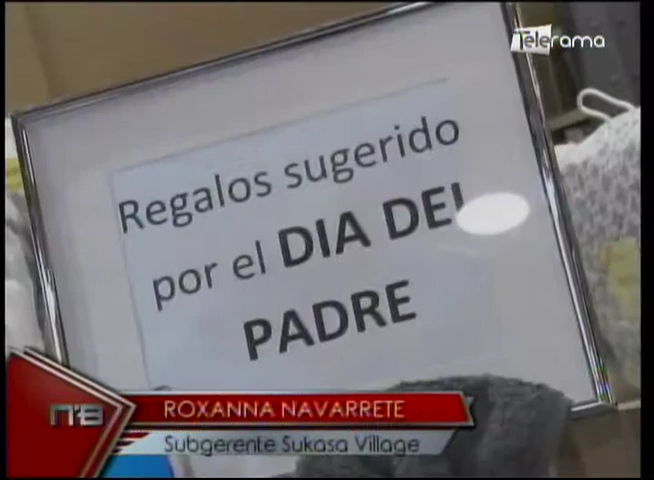 Telerama
Regalos sugerido
por el DIA DEL
PADRE
ROXANNA NAVARRETE
Subgerente Sukasa Village